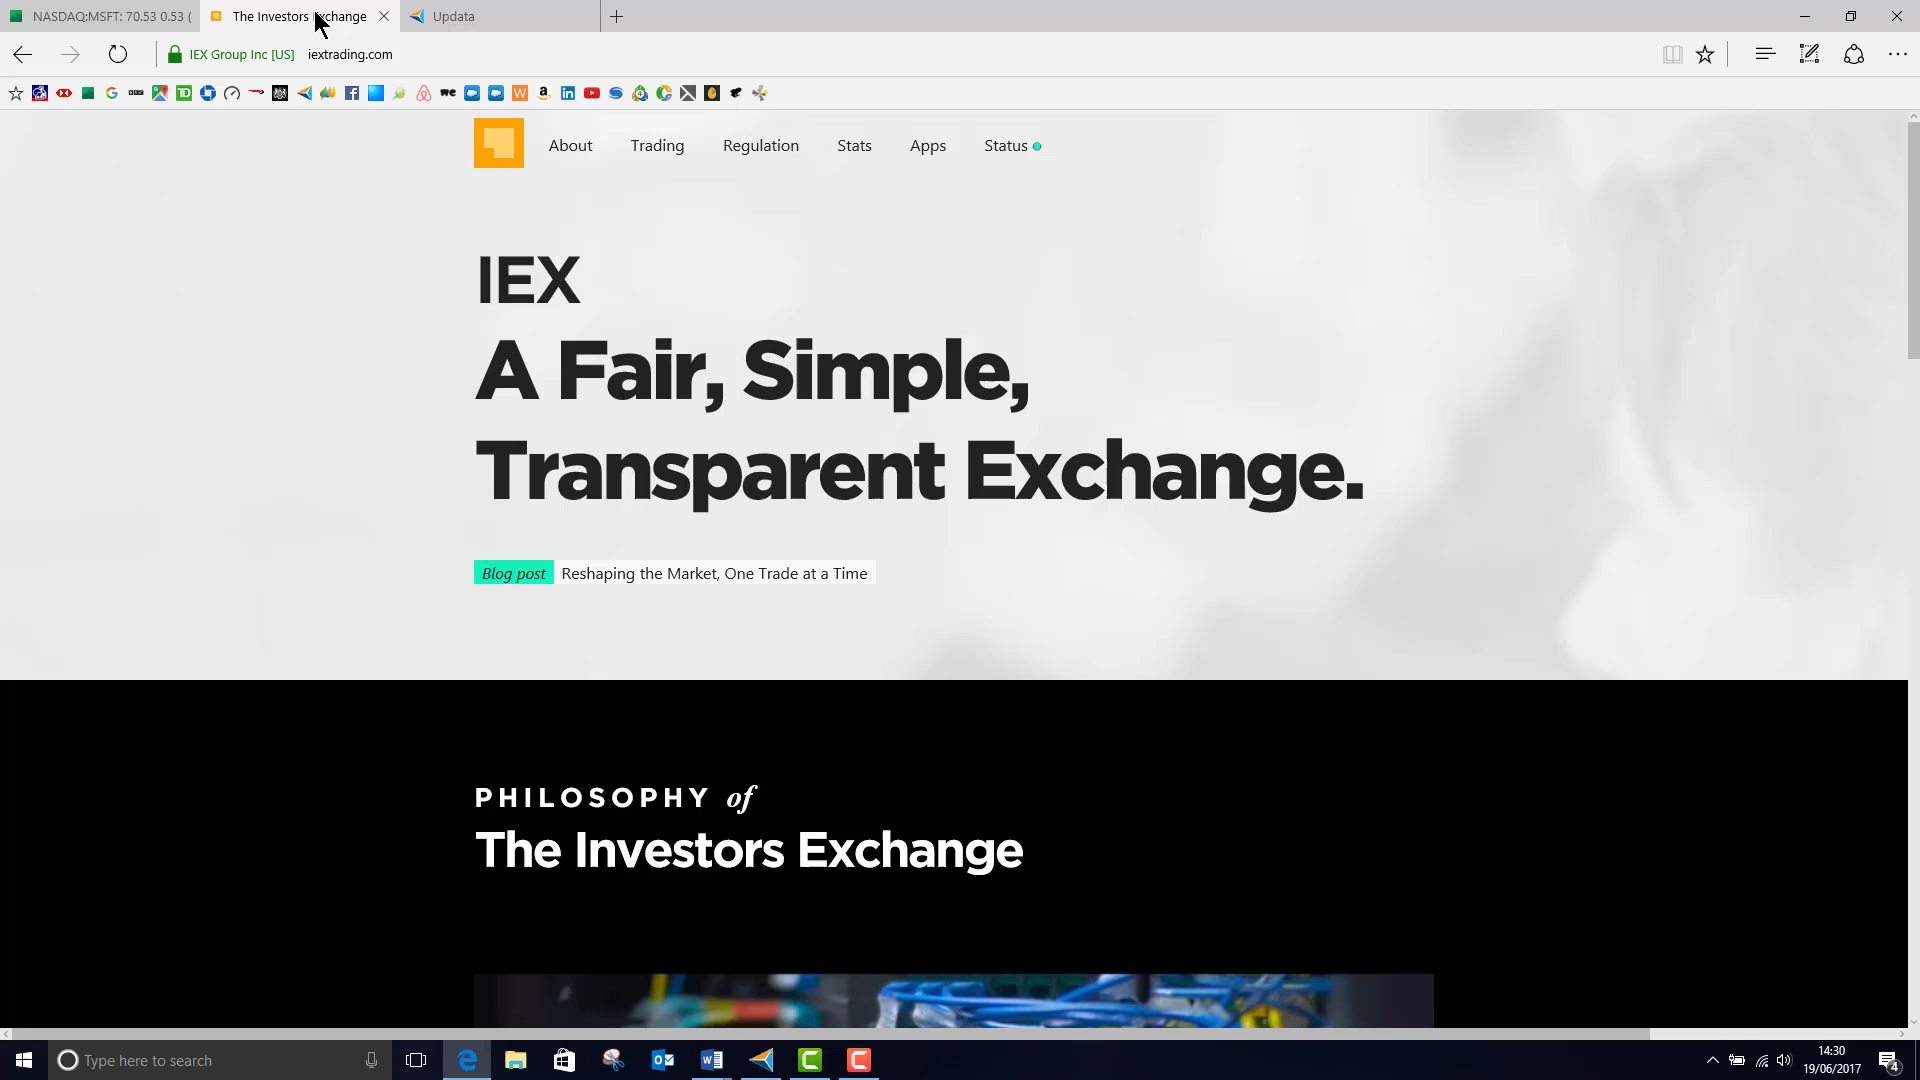 NASDAQ:MSFT: 70.53 0.53 (
The Investors Exchange
Updata
IEX Group Inc [US] iextrading.com
About Trading Regulation Stats Apps Status
IEX
A Fair, Simple,
Transparent Exchange.
Blog post Reshaping the Market, One Trade at a Time
PHILOSOPHY of
The Investors Exchange
Type here to search
14:30
19/06/2017
4